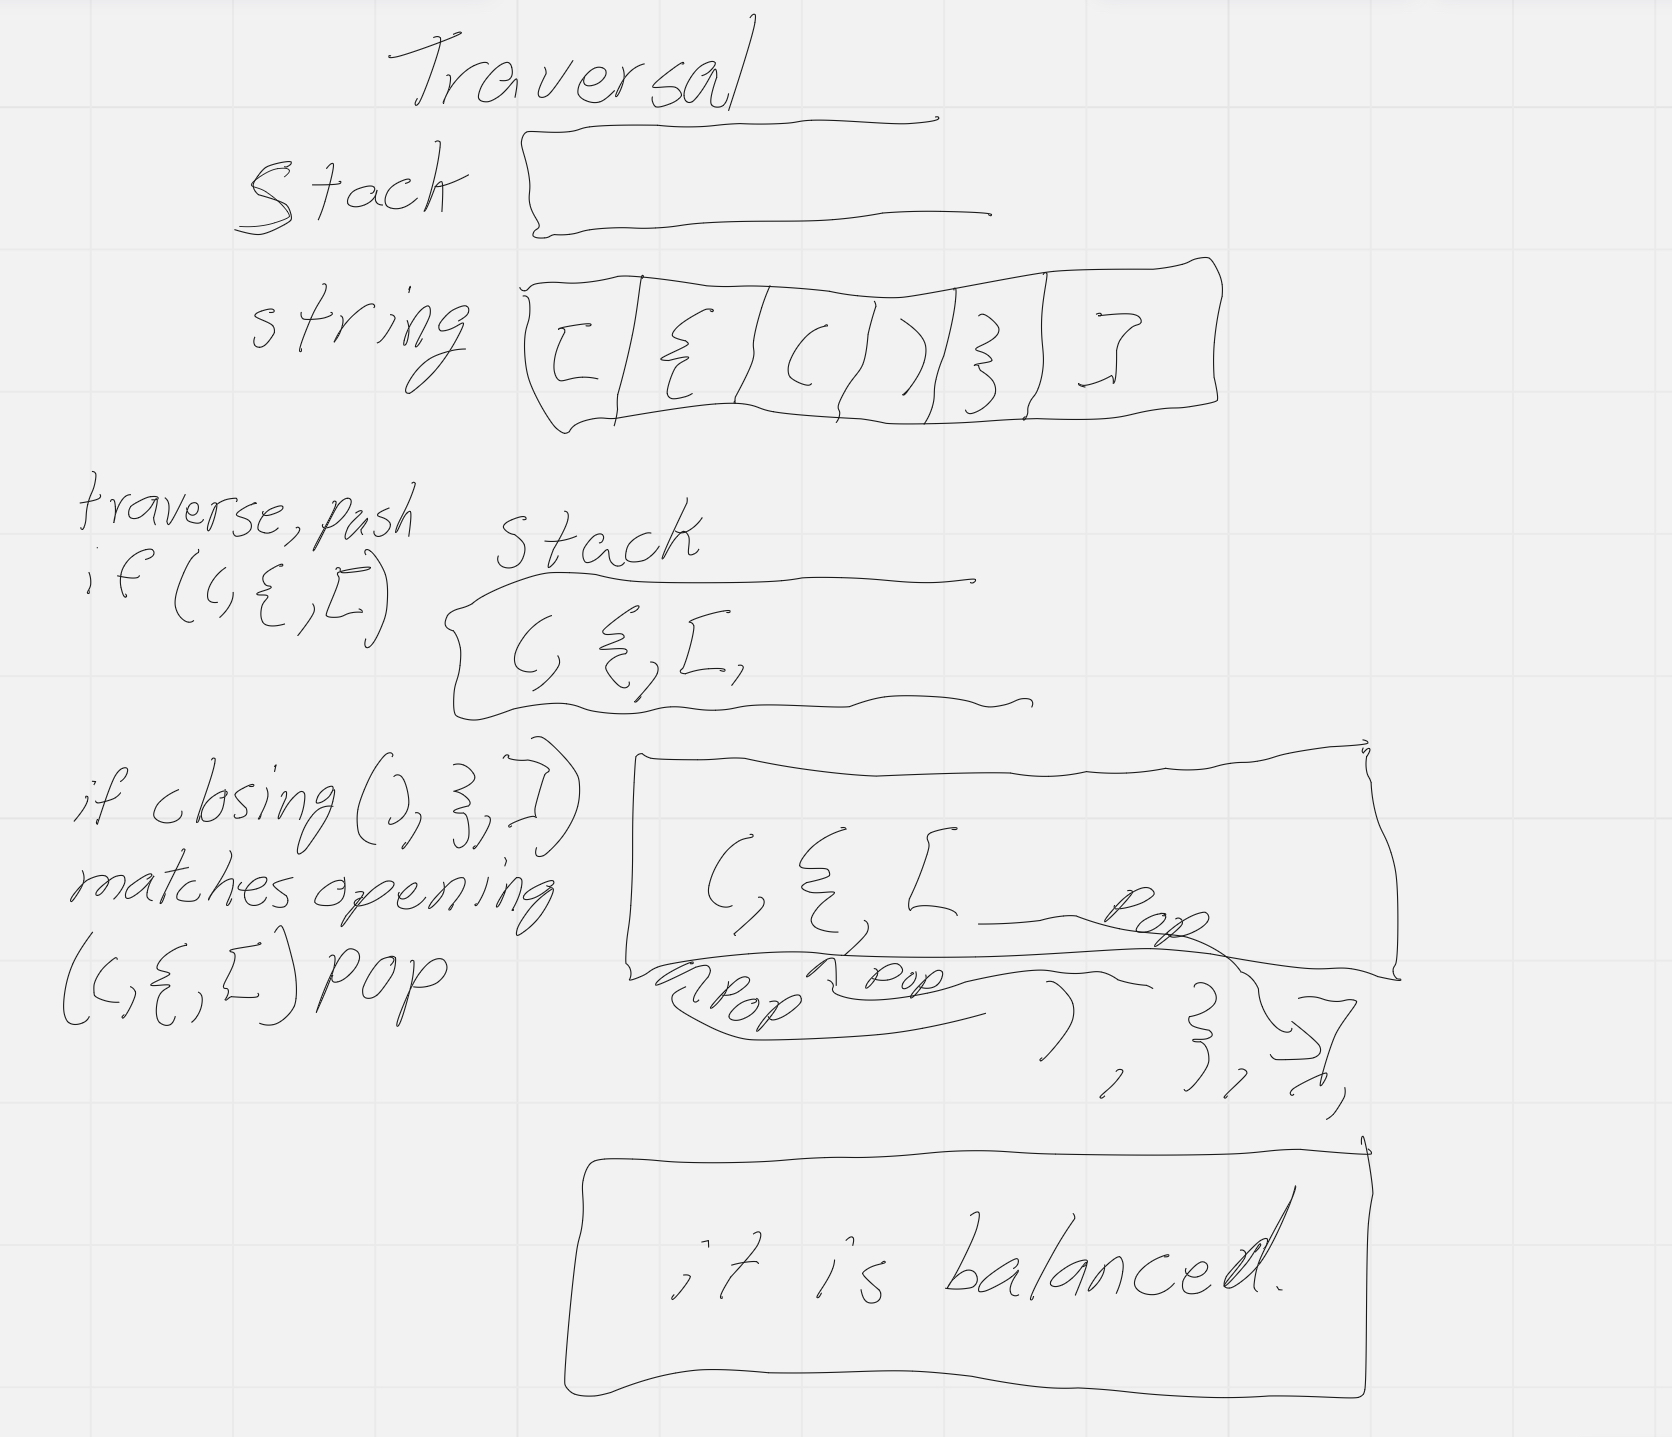 Traversal
Stack
string [ { ( ) } ]
traverse, push
if ((, {, [)
stack
(, {, [,
if closing (), }, ])
matches opening
((, {, [) pop
(, {, [ pop
pop pop
), }, ],
it is balanced.